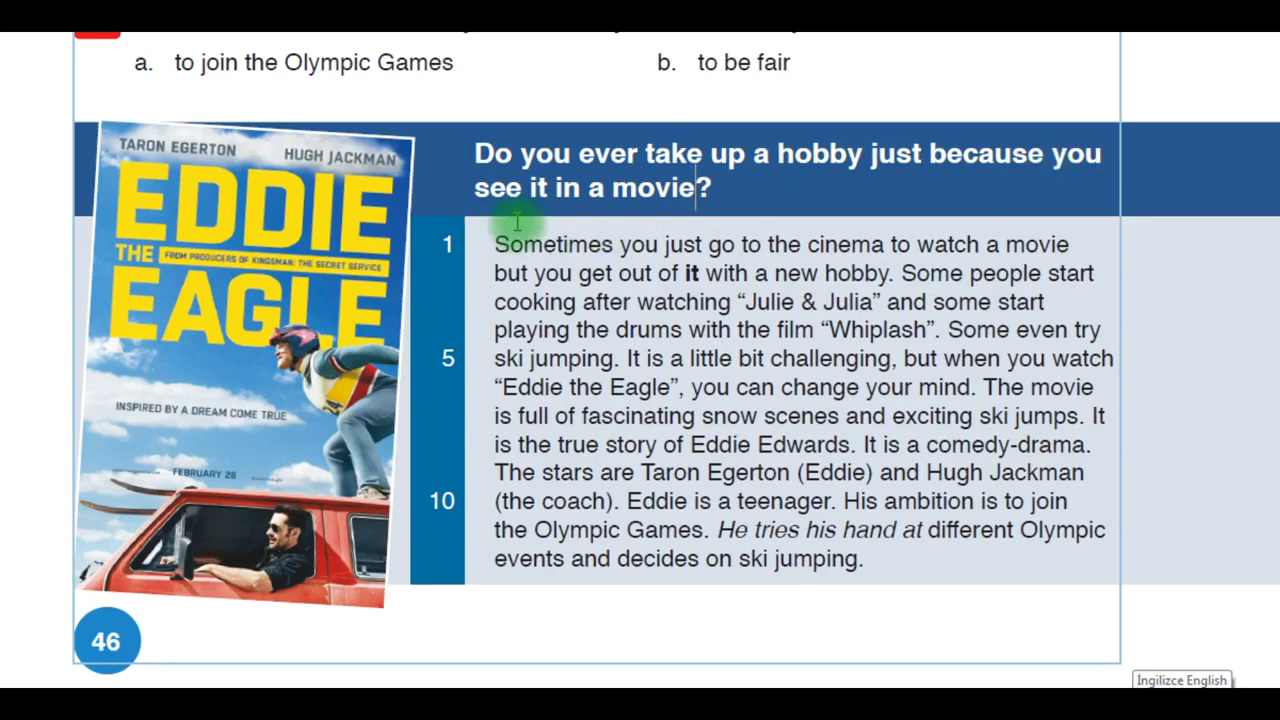 a. to join the Olympic Games
b. to be fair
TARON EGERTON HUGH JACKMAN
EDDIE
THE FROM PRODUCERS OF KINGSMAN: THE SECRET SERVICE
EAGLE
INSPIRED BY A DREAM COME TRUE
FEBRUARY 26
Do you ever take up a hobby just because you
see it in a movie?
1 Sometimes you just go to the cinema to watch a movie
but you get out of it with a new hobby. Some people start
cooking after watching “Julie & Julia” and some start
playing the drums with the film “Whiplash”. Some even try
5 ski jumping. It is a little bit challenging, but when you watch
“Eddie the Eagle”, you can change your mind. The movie
is full of fascinating snow scenes and exciting ski jumps. It
is the true story of Eddie Edwards. It is a comedy-drama.
The stars are Taron Egerton (Eddie) and Hugh Jackman
10 (the coach). Eddie is a teenager. His ambition is to join
the Olympic Games. He tries his hand at different Olympic
events and decides on ski jumping.
46
İngilizce English